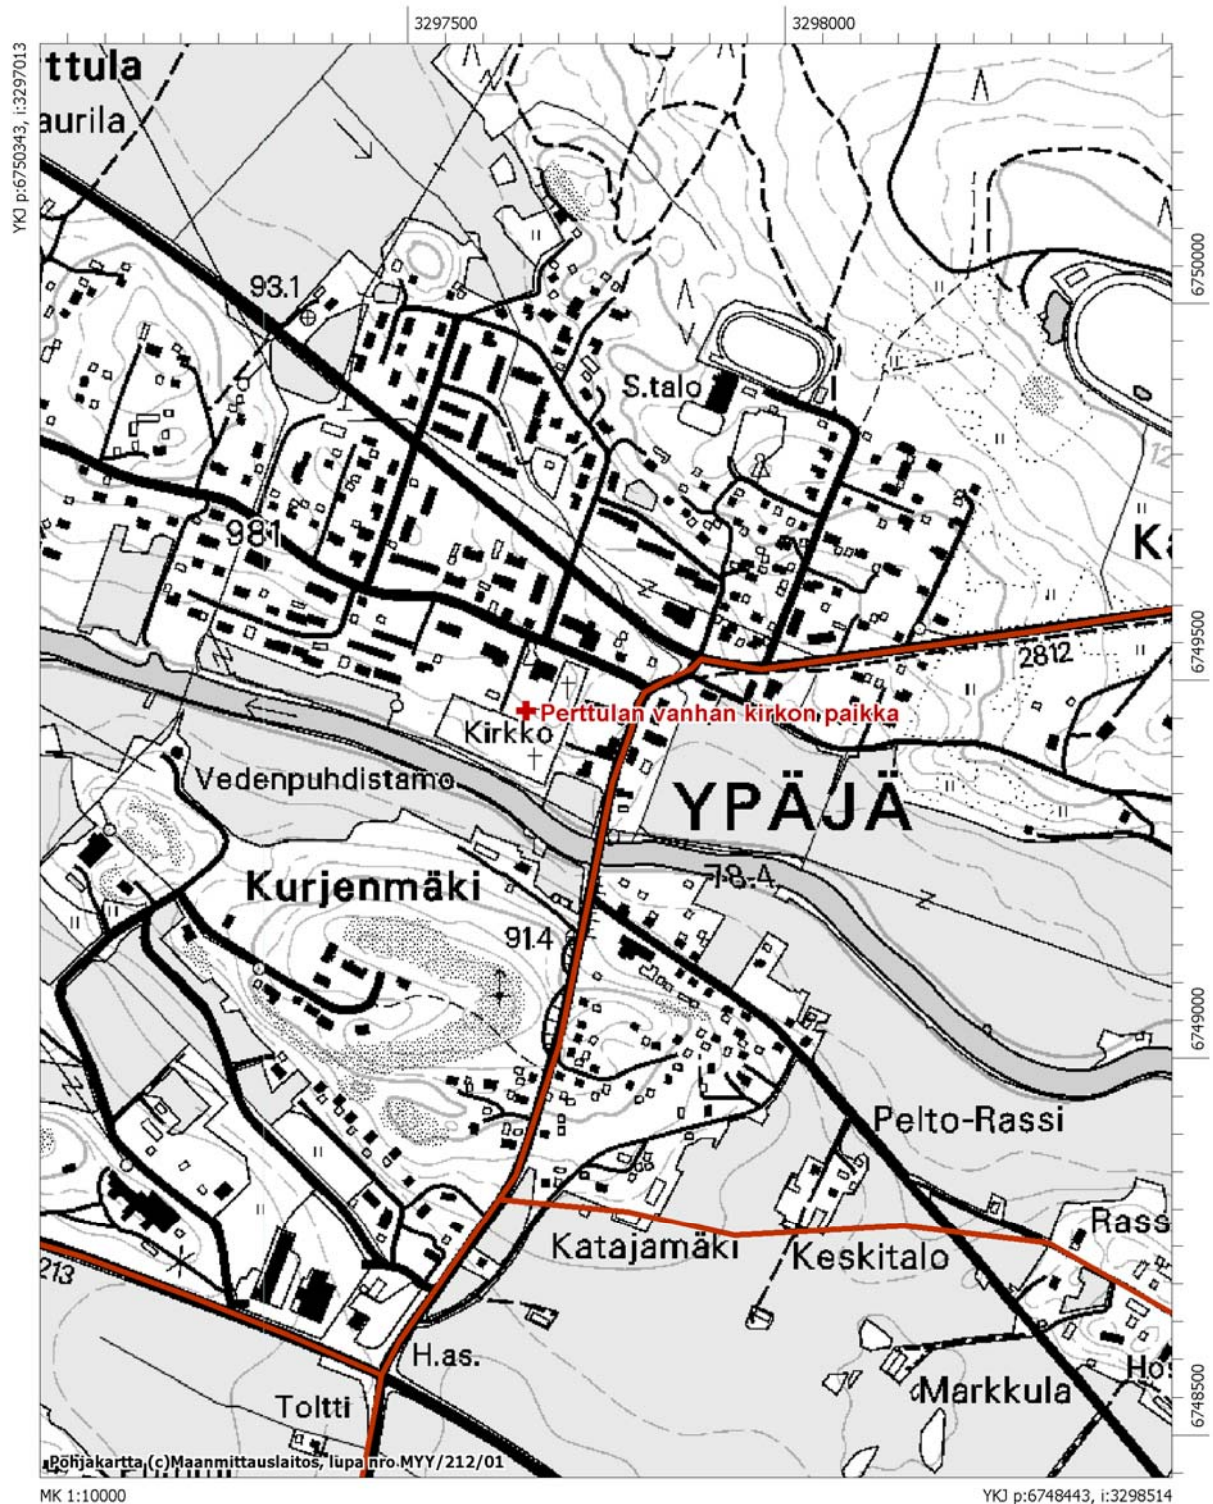 3297500
3298000
YKJ p:6750343, i:3297013
ttula
aurila
6750000
93.1
S.talo
12
981
K
6749500
2812
Perttulan vanhan kirkon paikka
Kirkko
Vedenpuhdistamo
YPÄJÄ
78.4
Kurjenmäki
91.4
6749000
Pelto-Rassi
Rass
Katajamäki
Keskitalo
213
H.as.
Ho
Markkula
6748500
Toltti
Pohjakartta (c)Maanmittauslaitos, lupa nro MYY/212/01
MK 1:10000
YKJ p:6748443, i:3298514